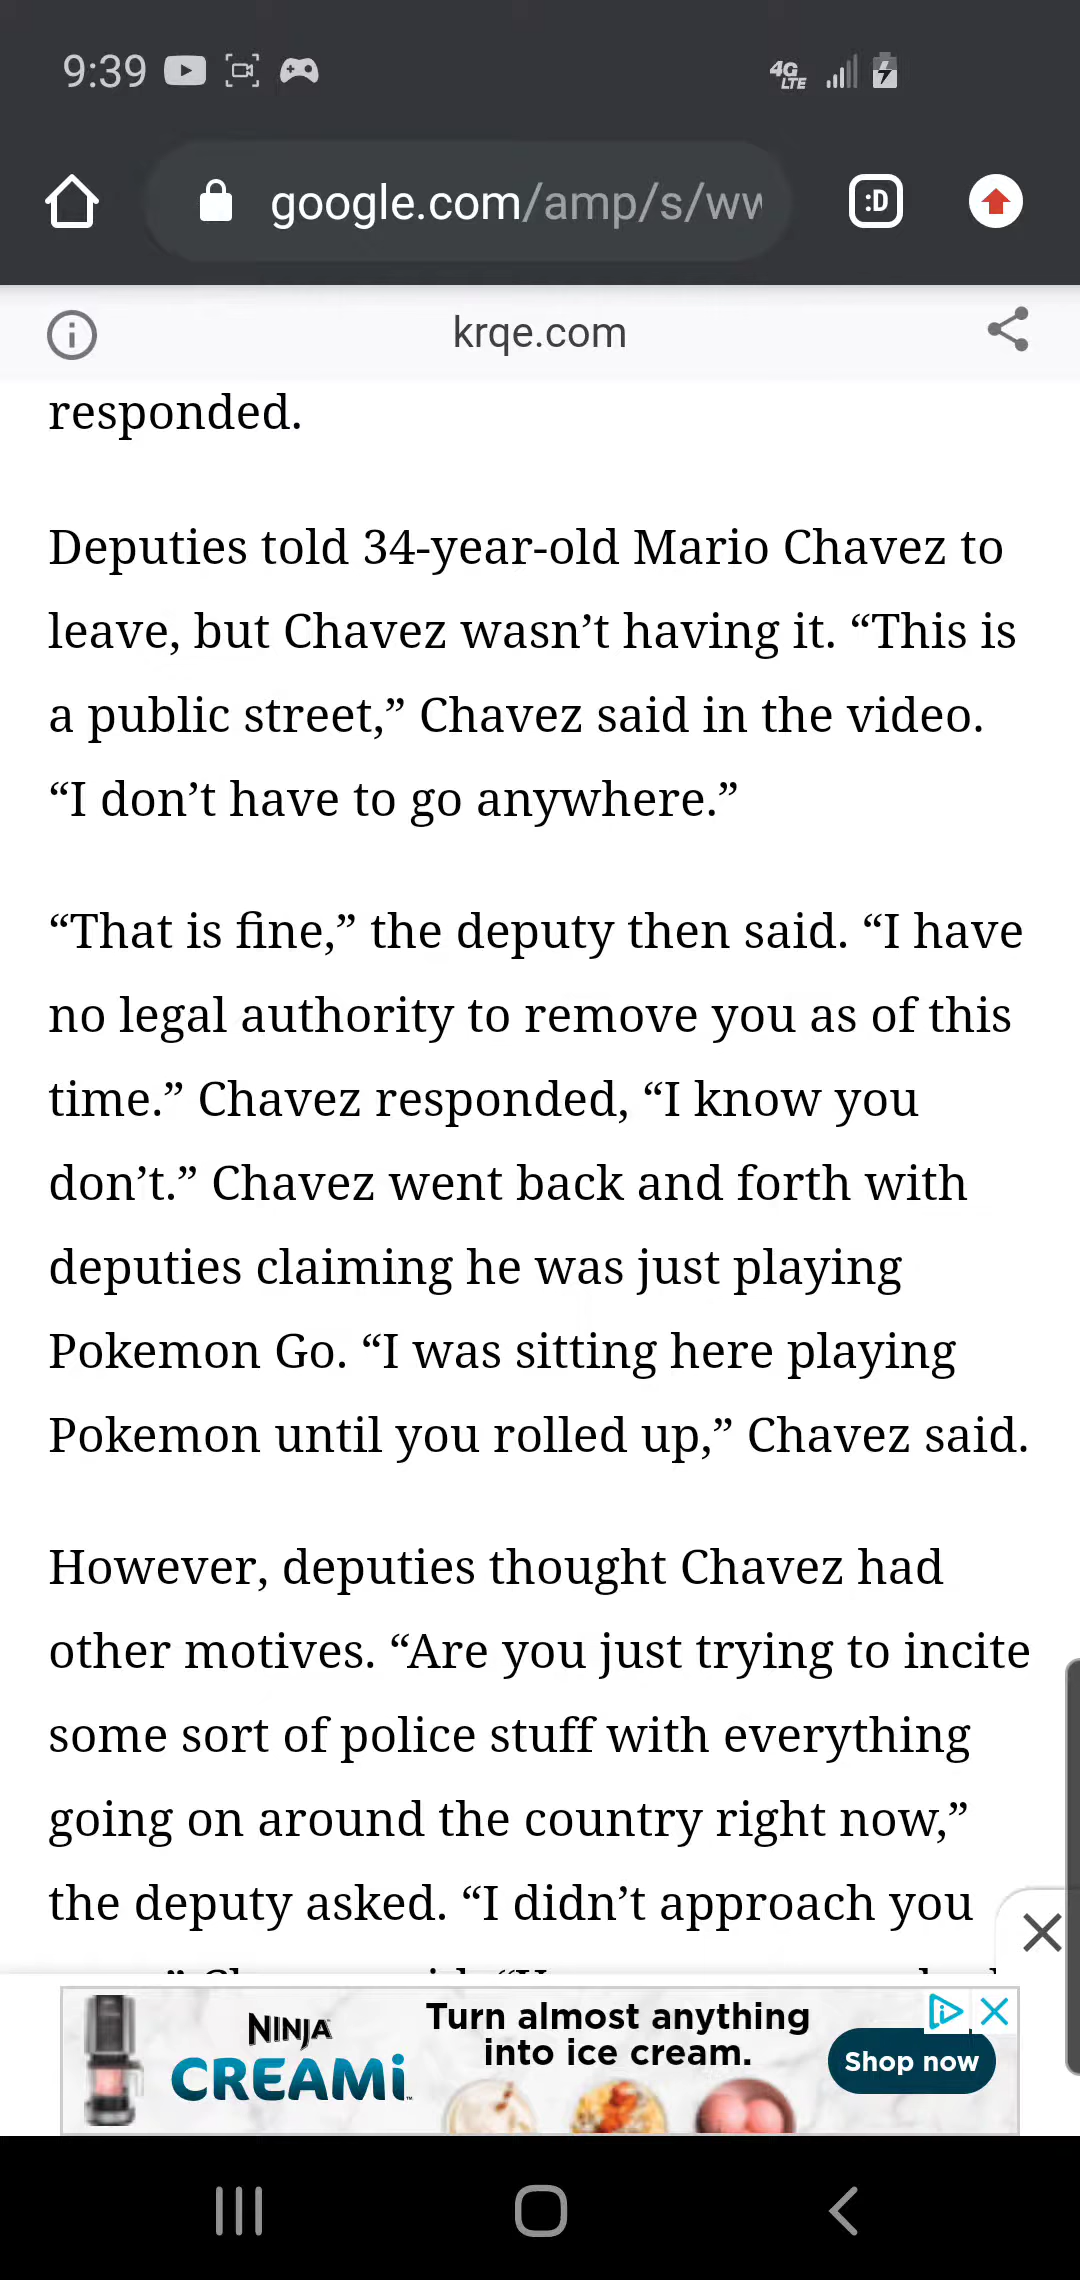 9:39
4G LTE
google.com/amp/s/ww
:D
krqe.com
responded.
Deputies told 34-year-old Mario Chavez to
leave, but Chavez wasn’t having it. “This is
a public street,” Chavez said in the video.
“I don’t have to go anywhere.”
“That is fine,” the deputy then said. “I have
no legal authority to remove you as of this
time.” Chavez responded, “I know you
don’t.” Chavez went back and forth with
deputies claiming he was just playing
Pokemon Go. “I was sitting here playing
Pokemon until you rolled up,” Chavez said.
However, deputies thought Chavez had
other motives. “Are you just trying to incite
some sort of police stuff with everything
going on around the country right now,”
the deputy asked. “I didn’t approach you
NINJA
CREAMi™
Turn almost anything
into ice cream.
Shop now